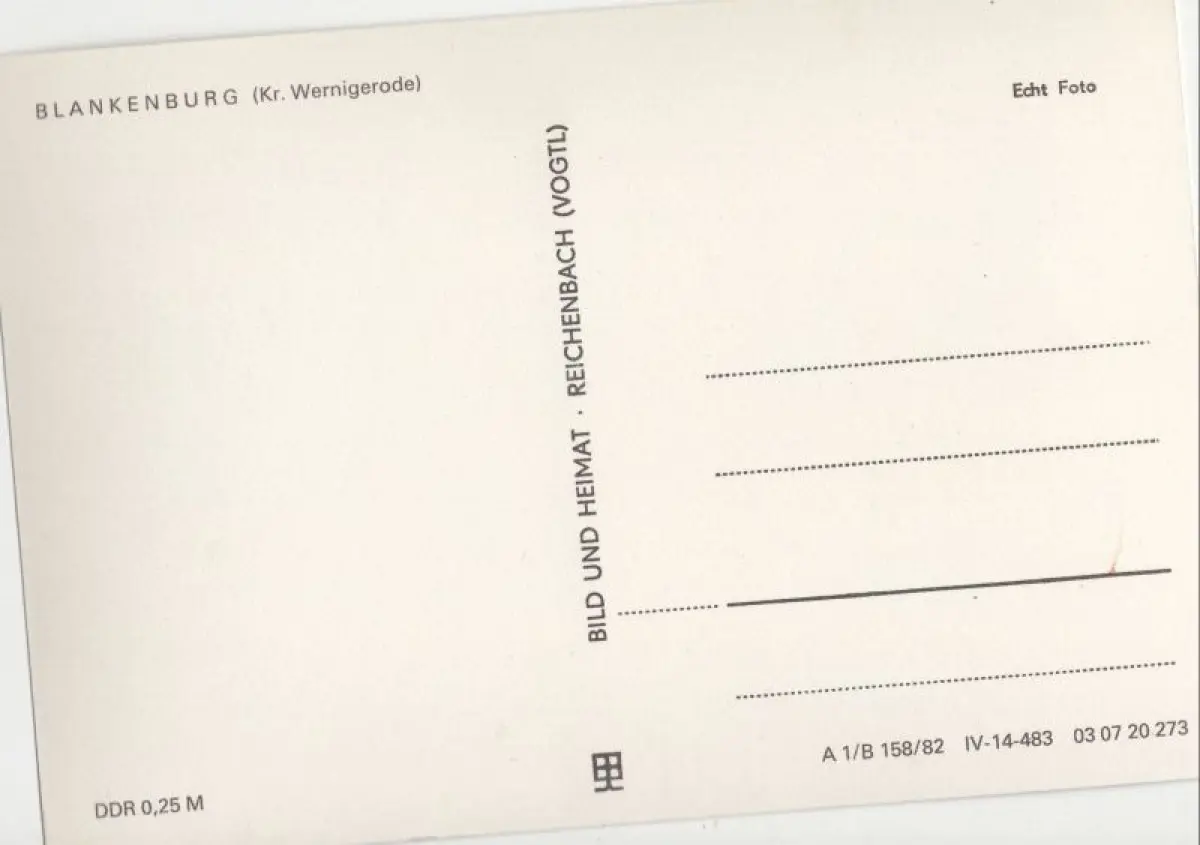 BLANKENBURG (Kr. Wernigerode)
Echt Foto
BILD UND HEIMAT · REICHENBACH (VOGTL)
A 1/B 158/82 IV-14-483 03 07 20 273
DDR 0,25 M